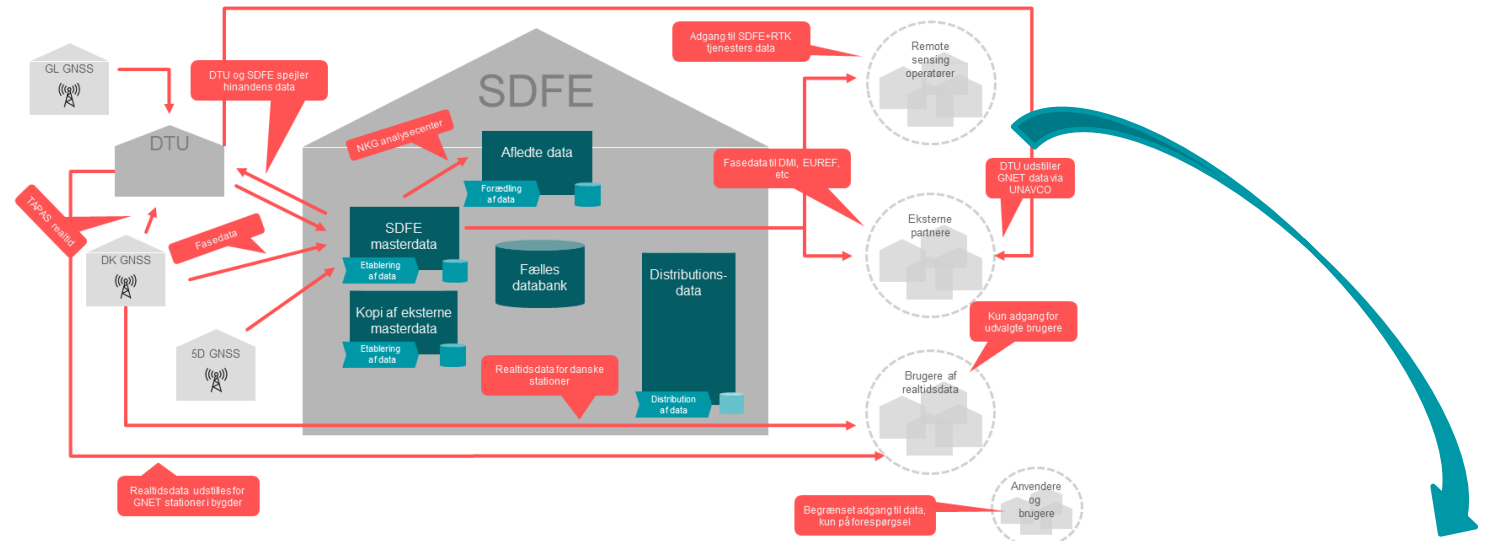 GL GNSS
DTU og SDFE spejler
hinandens data
DTU
TAPAS realtid
Fasedata
DK GNSS
5D GNSS
SDFE
NKG analysecenter
Afledte data
Forædling
af data
SDFE
masterdata
Etablering
af data
Kopi af eksterne
masterdata
Etablering
af data
Fælles
databank
Distributions-
data
Distribution
af data
Realtidsdata for danske
stationer
Realtidsdata udstilles for
GNET stationer i bygder
Adgang til SDFE+RTK
tjenesters data
Remote
sensing
operatører
Fasedata til DMI, EUREF,
etc
DTU udstiller
GNET data via
UNAVCO
Eksterne
partnere
Kun adgang for
udvalgte brugere
Brugere af
realtidsdata
Begrænset adgang til data,
kun på forespørgsel
Anvendere
og
brugere